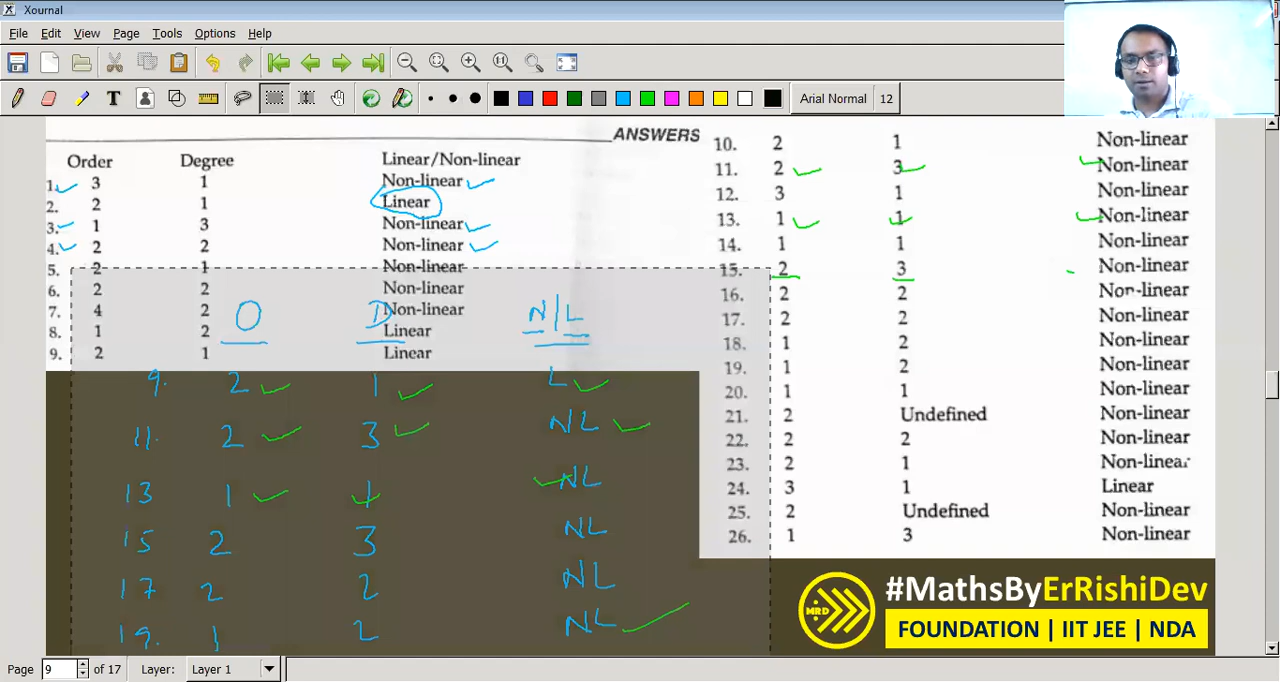 Xournal
File Edit View Page Tools Options Help
Arial Normal 12
ANSWERS
Order Degree Linear/Non-linear
1. 3 1 Non-linear
2. 2 1 Linear
3. 1 3 Non-linear
4. 2 2 Non-linear
5. 2 1 Non-linear
6. 2 2 Non-linear
7. 4 2 Non-linear
8. 1 2 Linear
9. 2 1 Linear
10. 2 1 Non-linear
11. 2 3 Non-linear
12. 3 1 Non-linear
13. 1 1 Non-linear
14. 1 1 Non-linear
15. 2 3 Non-linear
16. 2 2 Non-linear
17. 2 2 Non-linear
18. 1 2 Non-linear
19. 1 2 Non-linear
20. 1 1 Non-linear
21. 2 Undefined Non-linear
22. 2 2 Non-linear
23. 2 1 Non-linear
24. 3 1 Linear
25. 2 Undefined Non-linear
26. 1 3 Non-linear
O D N/L
9. 2 1 L
11. 2 3 NL
13 1 1 NL
15 2 3 NL
17 2 2 NL
19. 1 2 NL
MRD
#MathsByErRishiDev
FOUNDATION | IIT JEE | NDA
Page 9 of 17 Layer: Layer 1